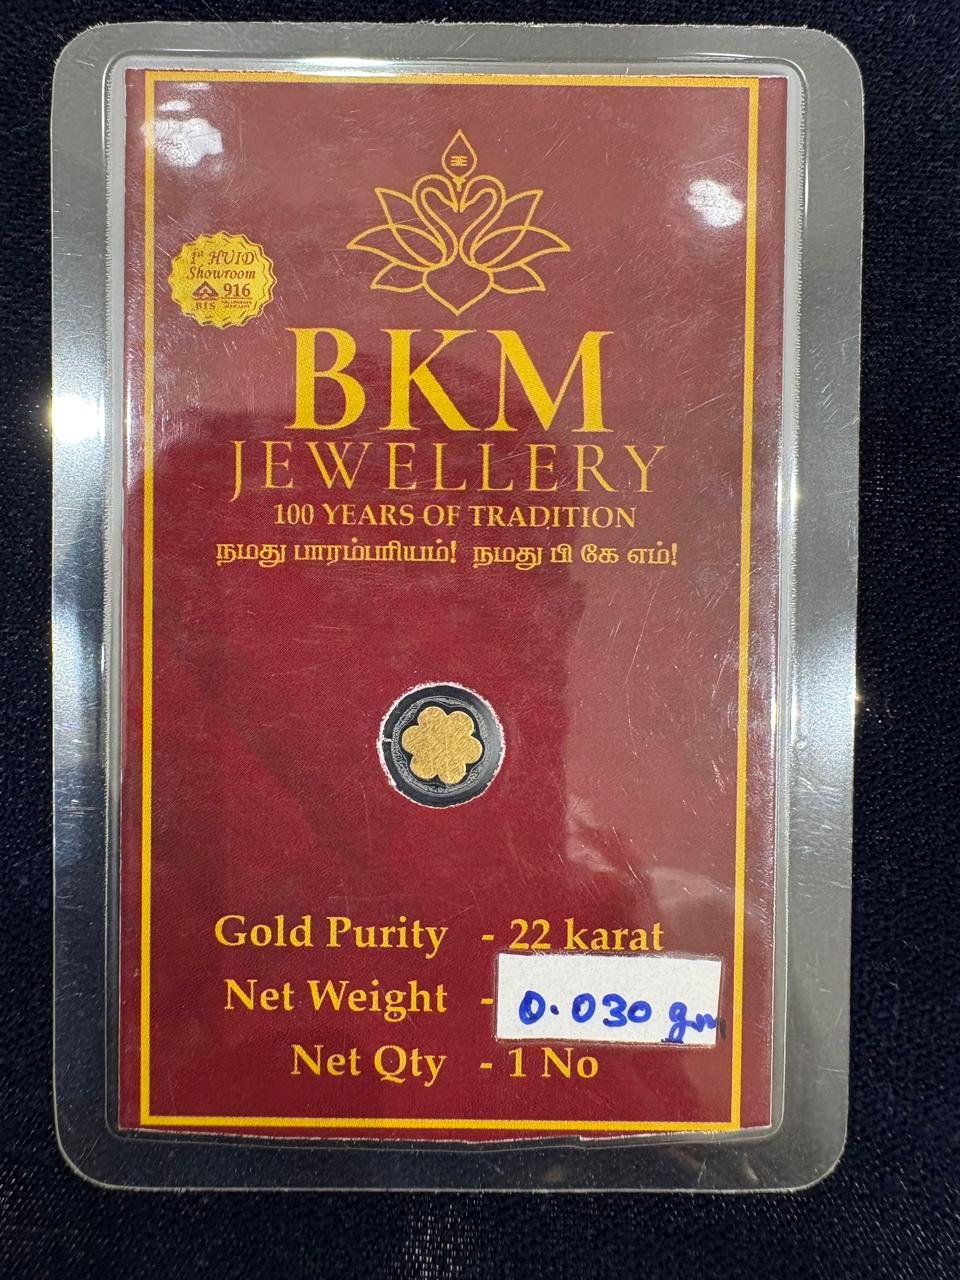 1st HUID
Showroom
916
BIS
BKM
JEWELLERY
100 YEARS OF TRADITION
நமது பாரம்பரியம்! நமது பி கே எம்!
Gold Purity - 22 karat
Net Weight - 0.030 gm
Net Qty - 1 No